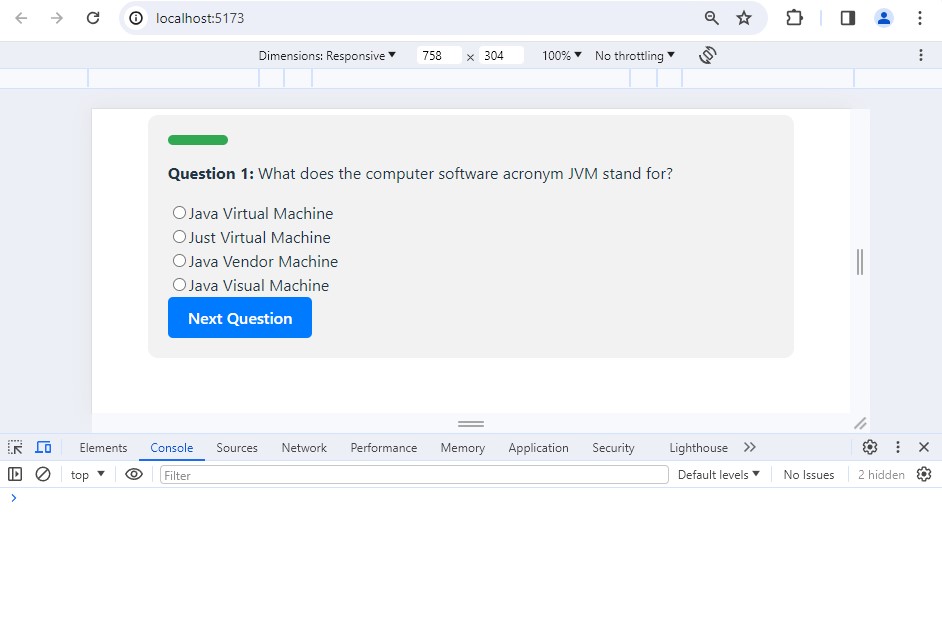 localhost:5173
Dimensions: Responsive 758 x 304 100% No throttling
Question 1: What does the computer software acronym JVM stand for?
Java Virtual Machine
Just Virtual Machine
Java Vendor Machine
Java Visual Machine
Next Question
Elements Console Sources Network Performance Memory Application Security Lighthouse
top Filter Default levels No Issues 2 hidden